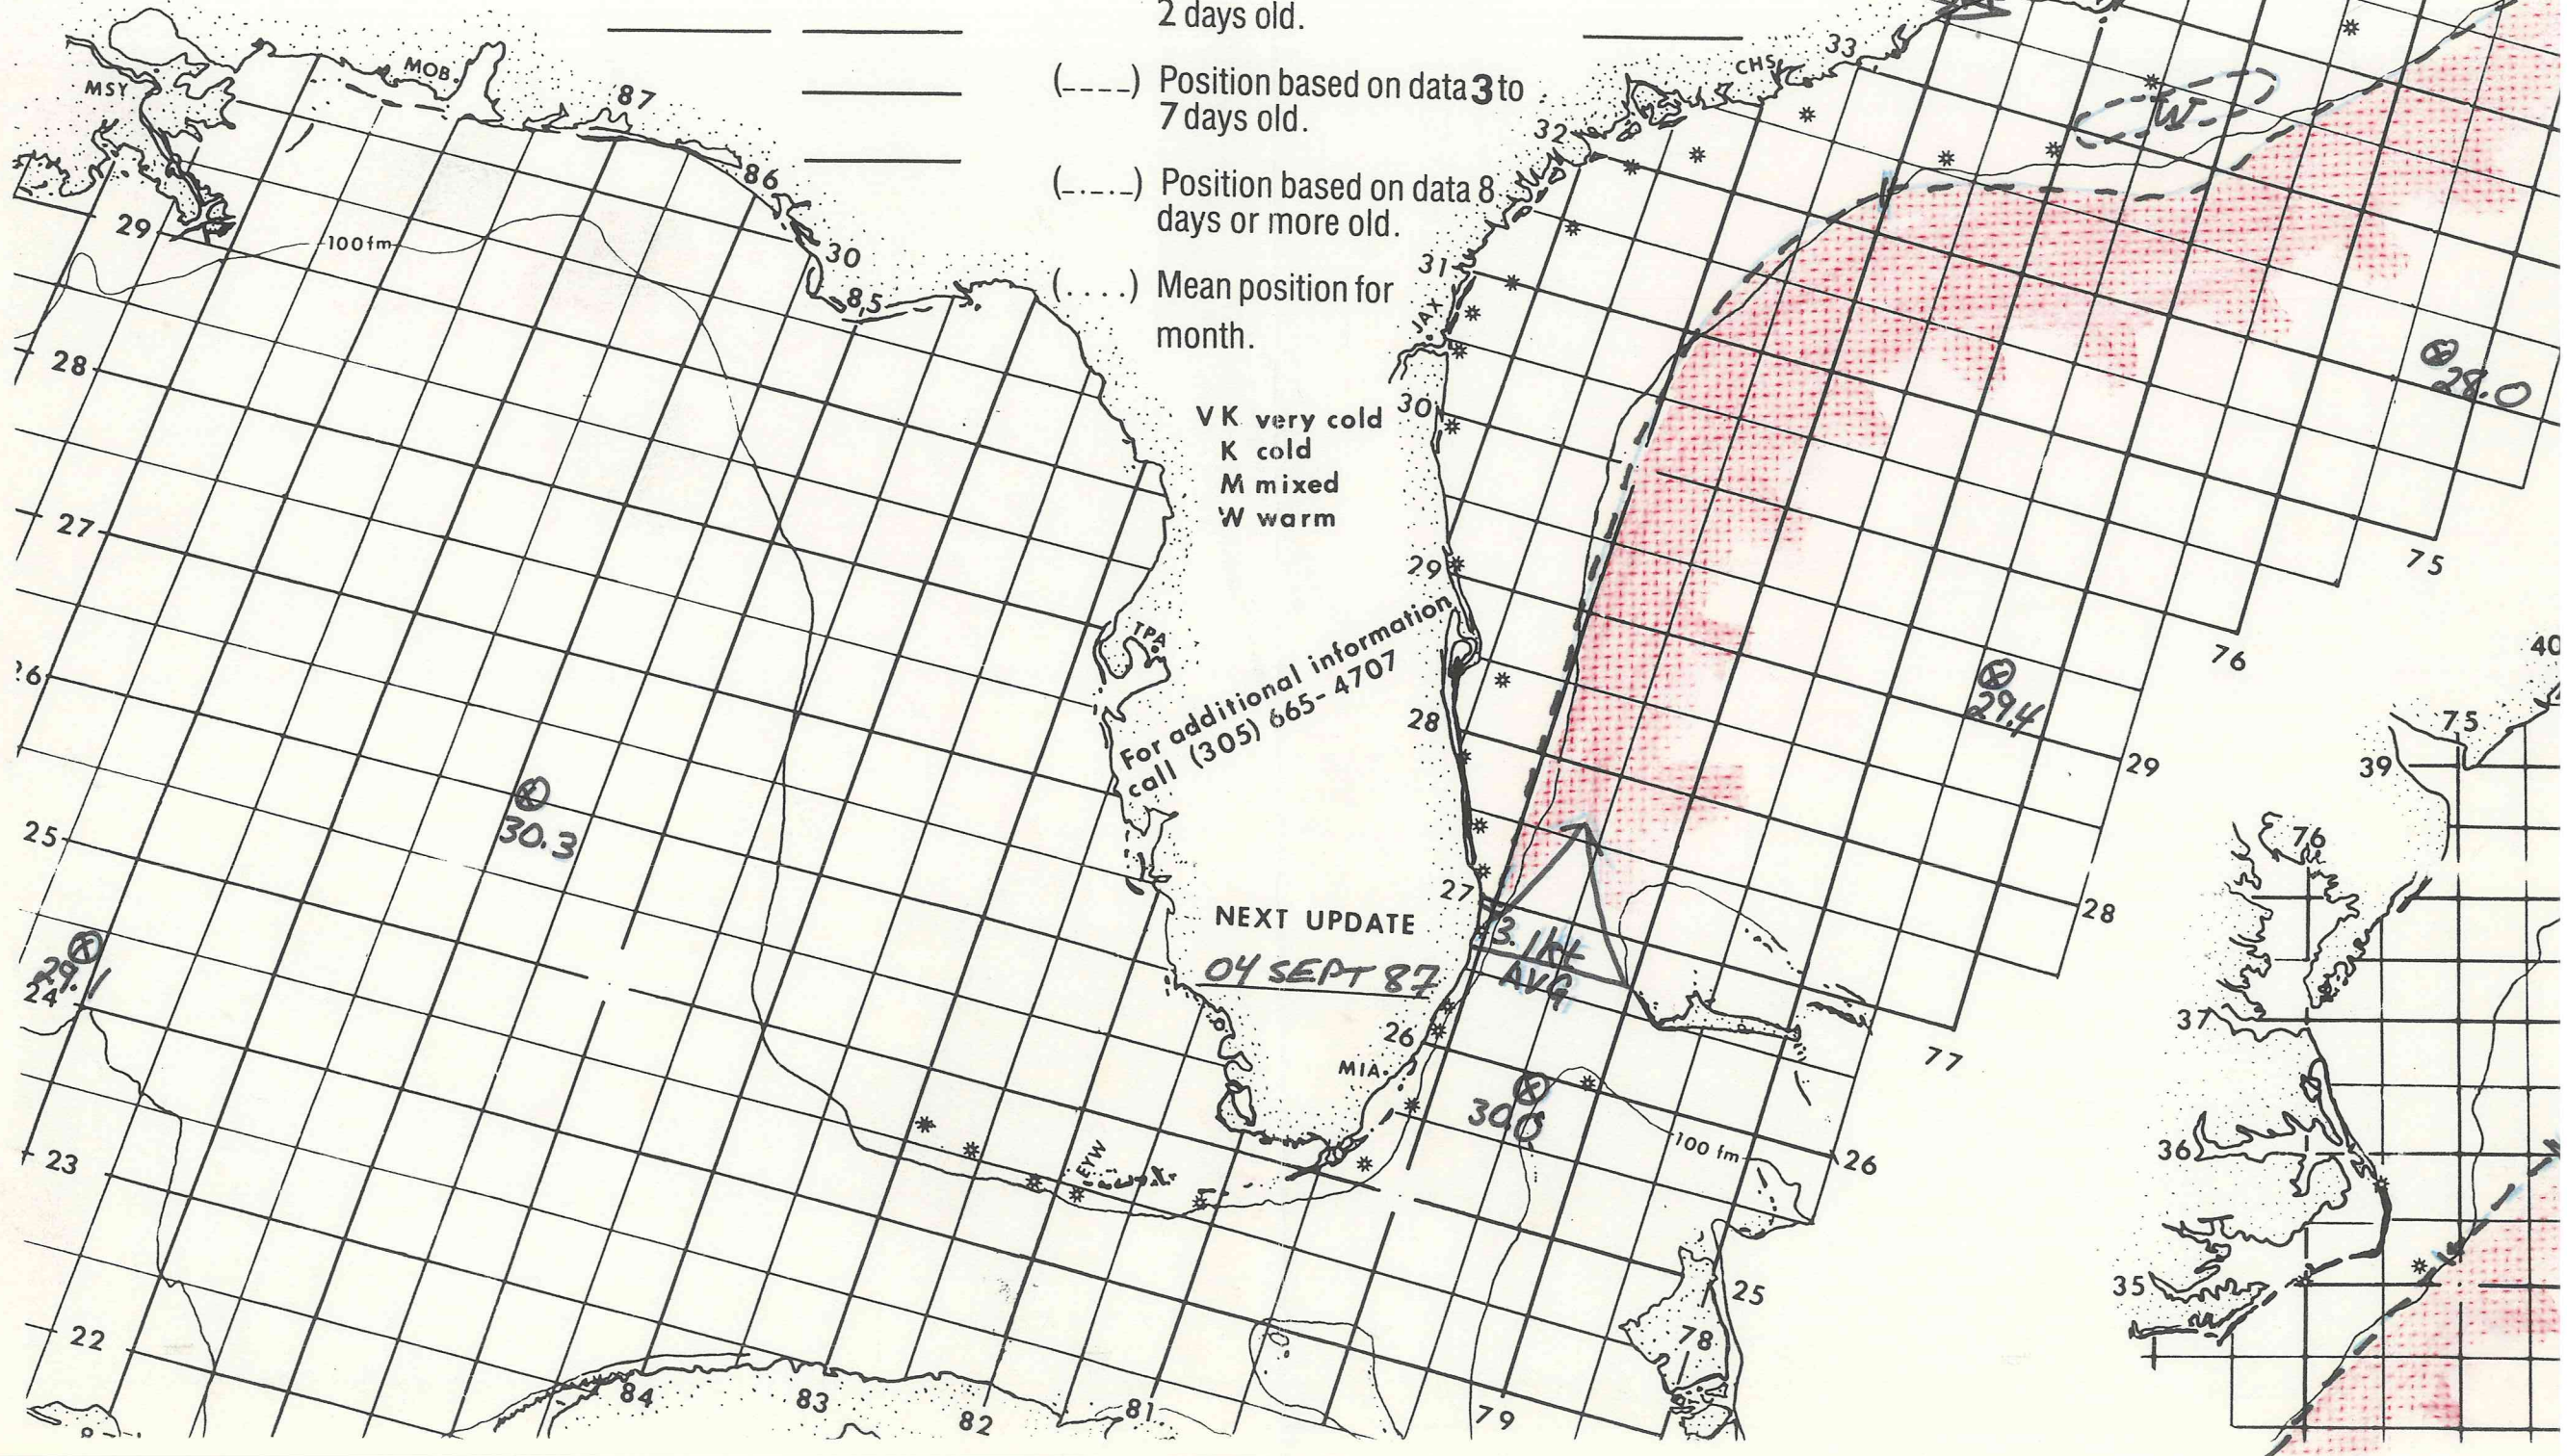 2 days old.
(----) Position based on data 3 to
7 days old.
(_._._) Position based on data 8
days or more old.
(....) Mean position for
month.
VK very cold
K cold
M mixed
W warm
For additional information
call (305) 665-4707
NEXT UPDATE
04 SEPT 87
MSY
MOB
87
86
30
85
29
100 fm
28
27
26
25
24
23
22
30.3
29.1
TPA
EYW
MIA
84
83
82
81
79
78
CHS
33
32
31
JAX
30
29
28
27
26
3.1kt
AVG
30.0
100 fm
26
25
77
28
29
76
75
W
28.0
29.4
40
75
39
76
37
36
35